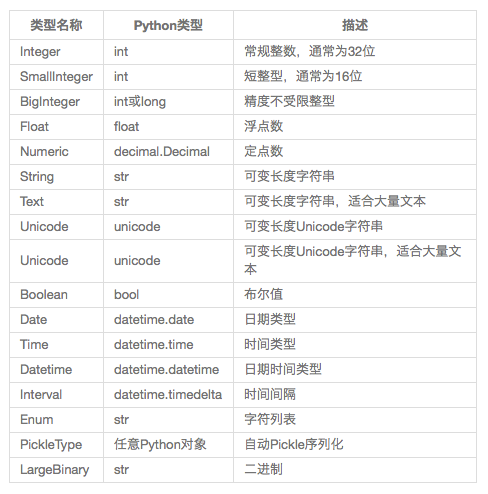 类型名称 Python类型 描述
Integer int 常规整数，通常为32位
SmallInteger int 短整型，通常为16位
BigInteger int或long 精度不受限整型
Float float 浮点数
Numeric decimal.Decimal 定点数
String str 可变长度字符串
Text str 可变长度字符串，适合大量文本
Unicode unicode 可变长度Unicode字符串
Unicode unicode 可变长度Unicode字符串，适合大量文
本
Boolean bool 布尔值
Date datetime.date 日期类型
Time datetime.time 时间类型
Datetime datetime.datetime 日期时间类型
Interval datetime.timedelta 时间间隔
Enum str 字符列表
PickleType 任意Python对象 自动Pickle序列化
LargeBinary str 二进制